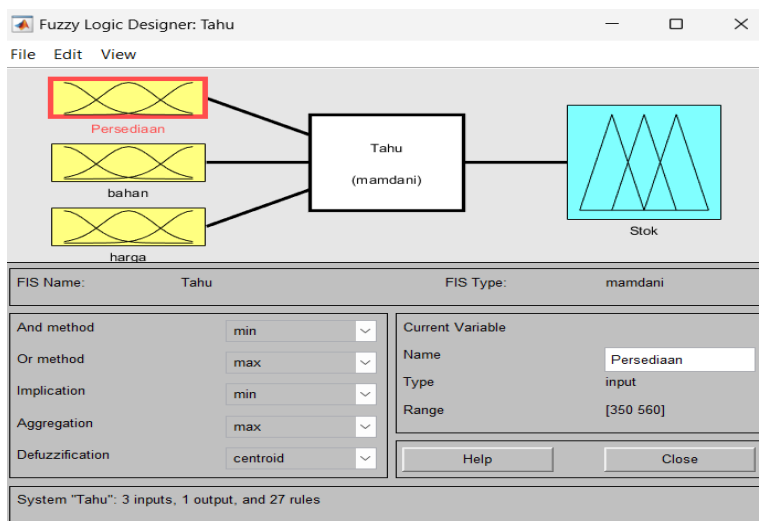 Fuzzy Logic Designer: Tahu
File Edit View
Persediaan
bahan
harga
Tahu
(mamdani)
Stok
FIS Name: Tahu FIS Type: mamdani
And method min
Or method max
Implication min
Aggregation max
Defuzzification centroid
Current Variable
Name Persediaan
Type input
Range [350 560]
Help Close
System "Tahu": 3 inputs, 1 output, and 27 rules